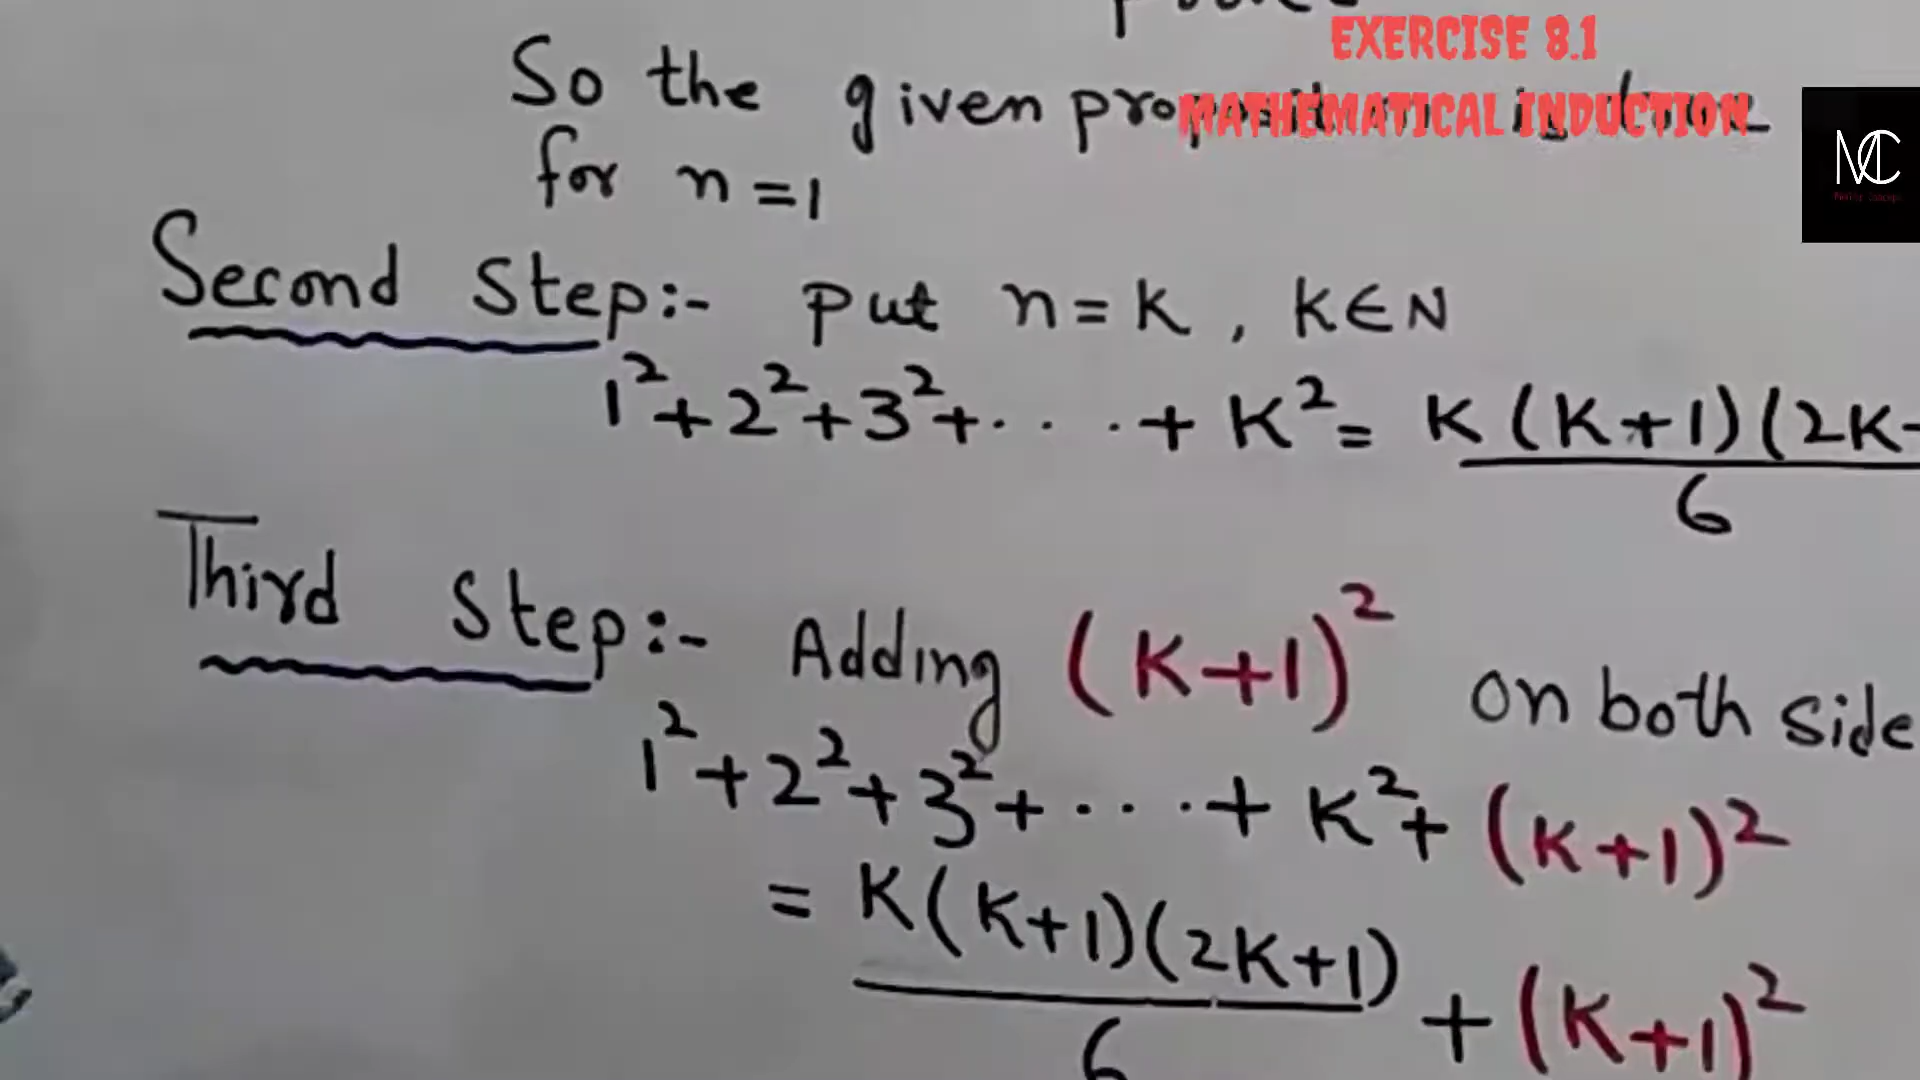 EXERCISE 8.1
MATHEMATICAL INDUCTION
So the given
for n = 1
MC
Second Step:- Put n = K, K∈N
1² + 2² + 3² + . . . . + K² = K (K+1) (2K
6
Third Step:- Adding (K+1)² on both side
1² + 2² + 3² + . . . . + K² + (K+1)²
= K(K+1)(2K+1)
6 + (K+1)²